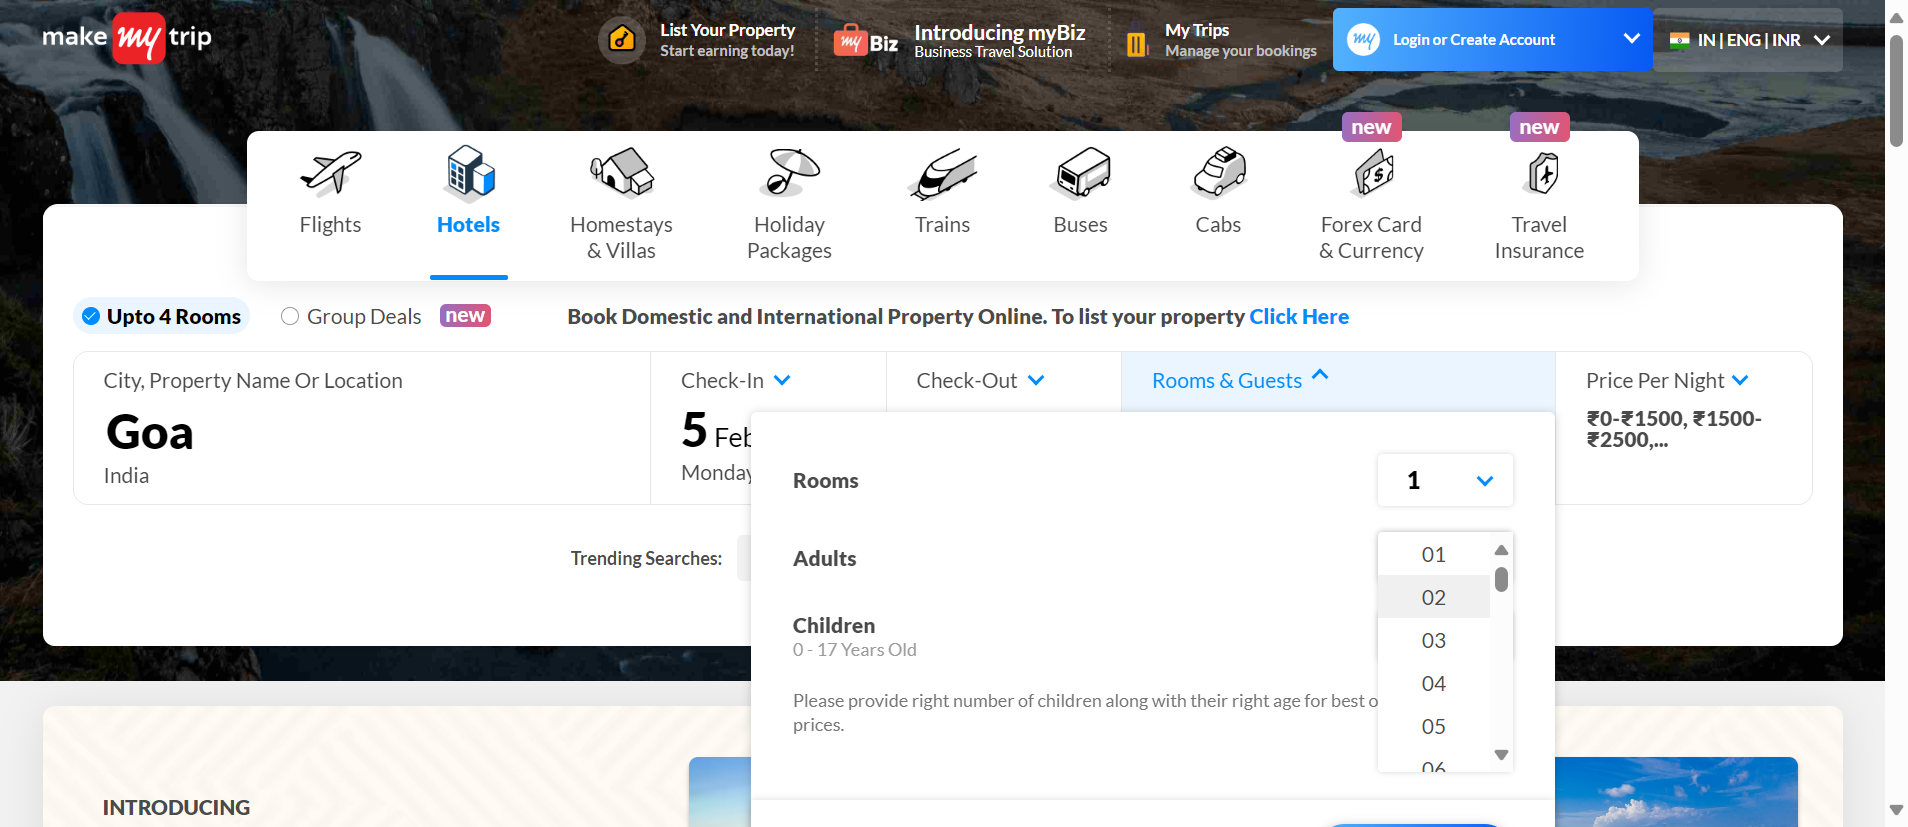 make my trip
List Your Property
Start earning today!
my Biz
Introducing myBiz
Business Travel Solution
My Trips
Manage your bookings
my
Login or Create Account
IN | ENG | INR
new
new
Flights
Hotels
Homestays
& Villas
Holiday
Packages
Trains
Buses
Cabs
Forex Card
& Currency
Travel
Insurance
Upto 4 Rooms
Group Deals
new
Book Domestic and International Property Online. To list your property Click Here
City, Property Name Or Location
Goa
India
Check-In
5 Feb
Monday
Check-Out
Rooms & Guests
Price Per Night
₹0-₹1500, ₹1500-
₹2500,...
Trending Searches:
Rooms
1
Adults
01
02
03
04
05
06
Children
0 - 17 Years Old
Please provide right number of children along with their right age for best
prices.
INTRODUCING